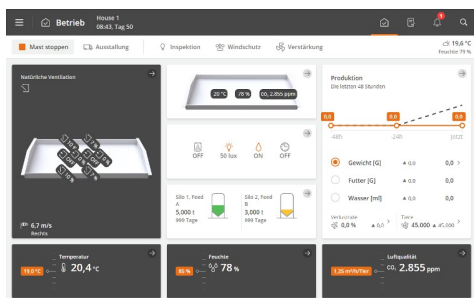 Betrieb
House 1
08:43, Tag 50
1
Mast stoppen
Ausstallung
Inspektion
Windschutz
Verstärkung
19,6 °C
Feuchte 79 %
Natürliche Ventilation
6,7 m/s
Rechts
20 °C
78 %
CO₂ 2.855 ppm
OFF
50 lux
ON
OFF
Silo 1, Feed A
5,000 t
999 Tage
Silo 2, Feed B
3,000 t
999 Tage
Produktion
Die letzten 48 Stunden
0,0
0,0
0,0
-48h
-24h
Jetzt
Gewicht [G]
▲ 0,0
0,0
Futter [G]
▲ 0,0
0,0
Wasser [ml]
▲ 0,0
0,0
0,0 %
▲ 0,0
Tiere
45.000
▲ 45.000
Temperatur
19,0 °C
20,4 °C
Feuchte
85 %
78 %
Luftqualität
1,25 m³/h/Tier
CO₂ 2.855 ppm